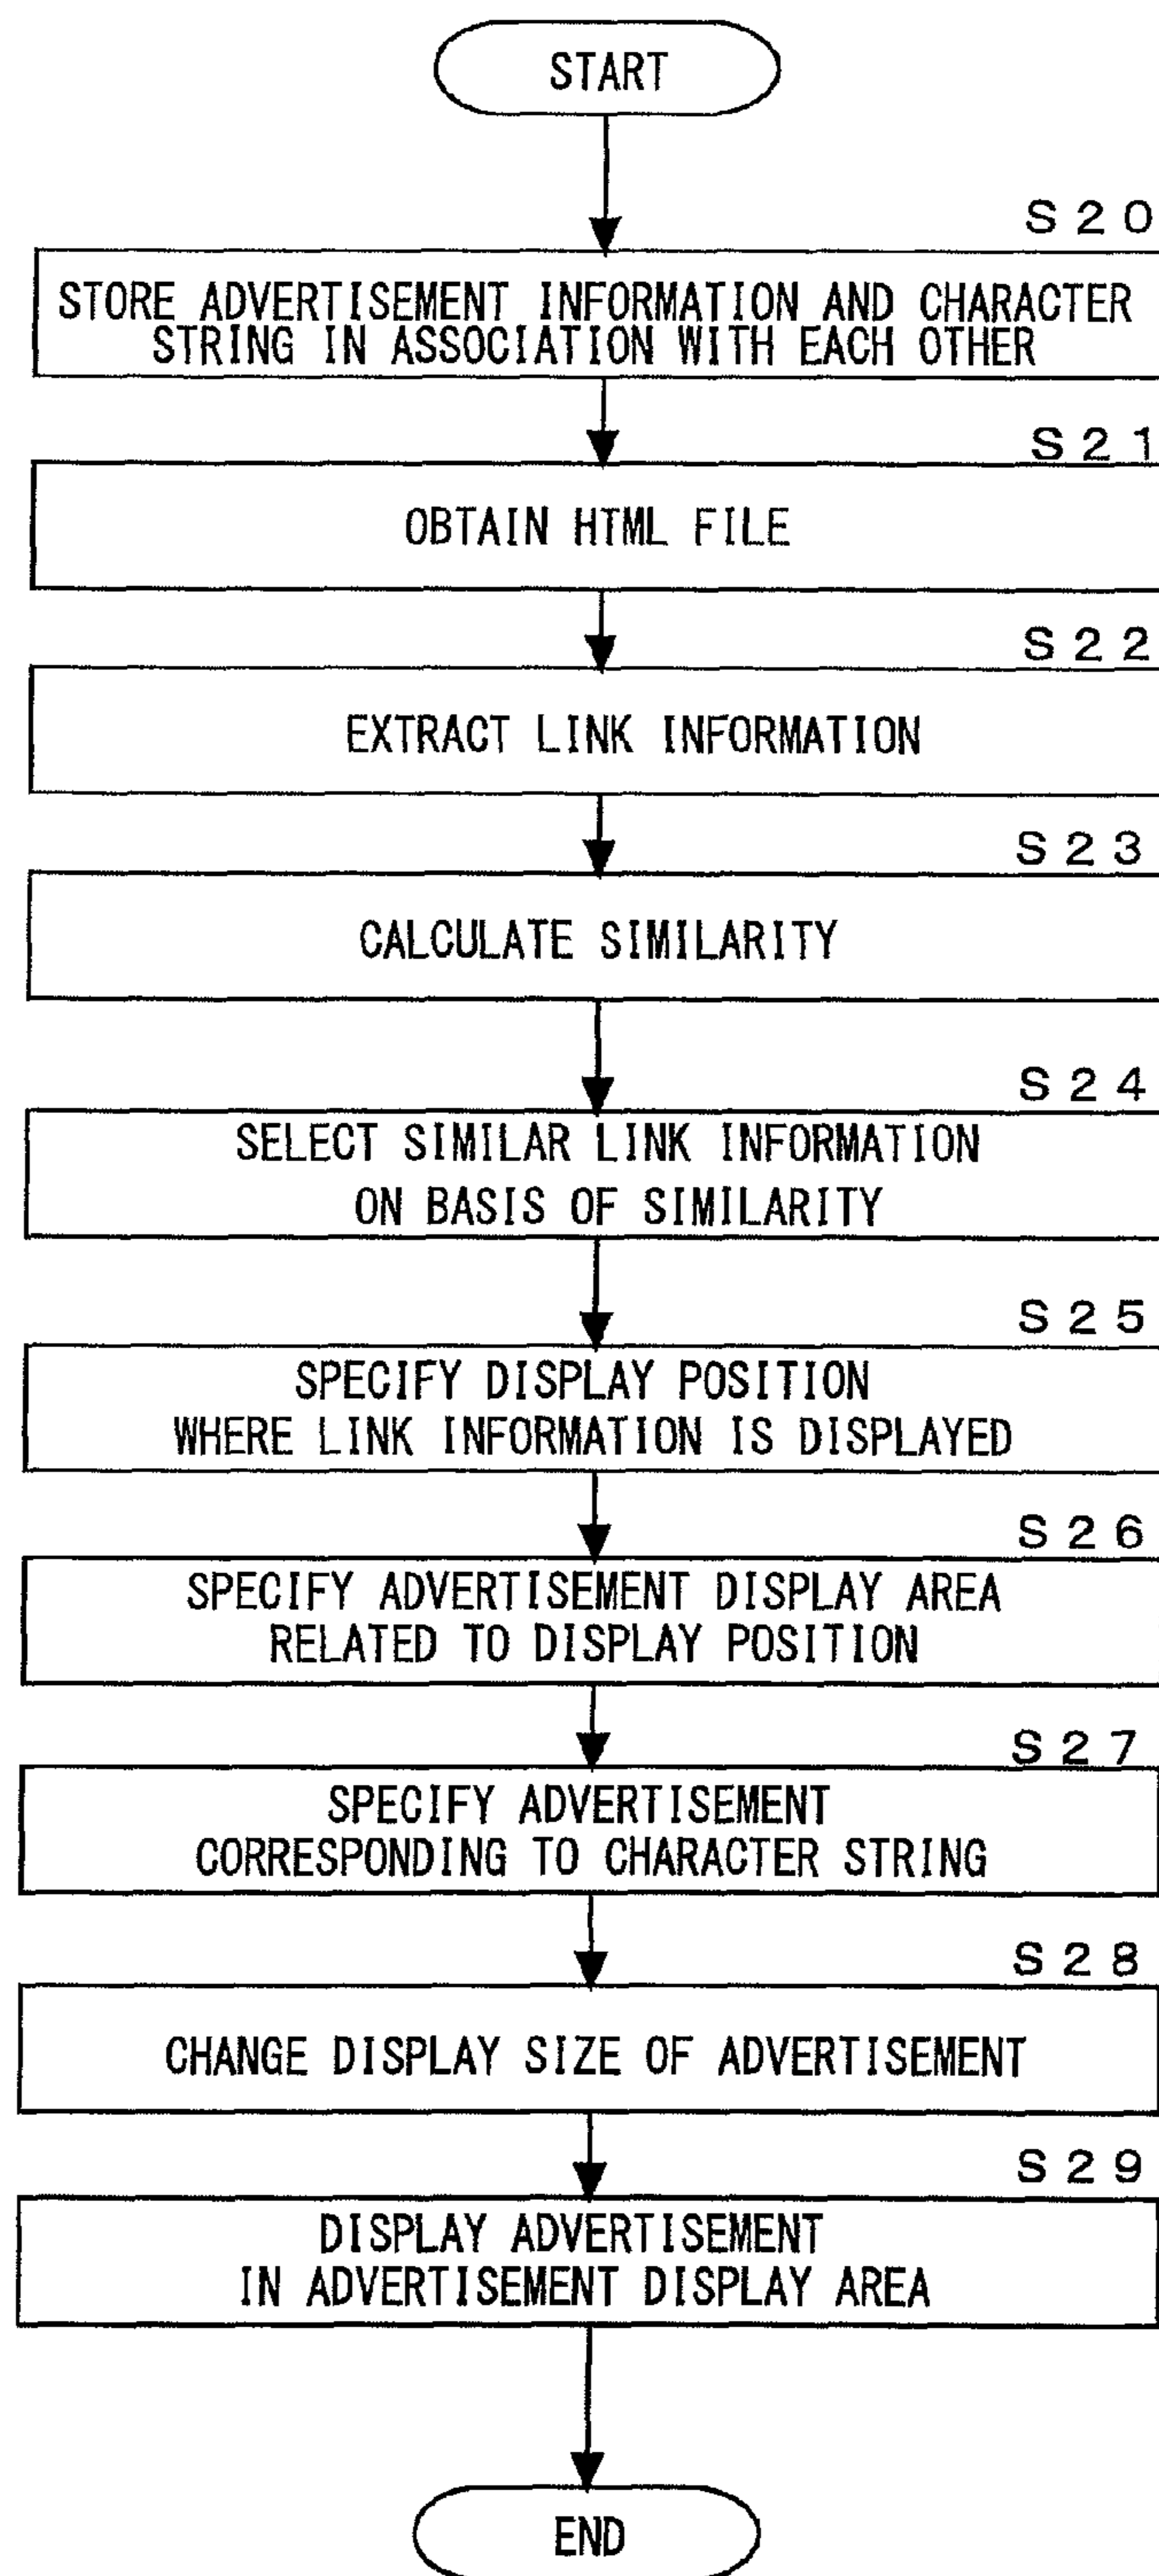 START
S20
STORE ADVERTISEMENT INFORMATION AND CHARACTER
STRING IN ASSOCIATION WITH EACH OTHER
S21
OBTAIN HTML FILE
S22
EXTRACT LINK INFORMATION
S23
CALCULATE SIMILARITY
S24
SELECT SIMILAR LINK INFORMATION
ON BASIS OF SIMILARITY
S25
SPECIFY DISPLAY POSITION
WHERE LINK INFORMATION IS DISPLAYED
S26
SPECIFY ADVERTISEMENT DISPLAY AREA
RELATED TO DISPLAY POSITION
S27
SPECIFY ADVERTISEMENT
CORRESPONDING TO CHARACTER STRING
S28
CHANGE DISPLAY SIZE OF ADVERTISEMENT
S29
DISPLAY ADVERTISEMENT
IN ADVERTISEMENT DISPLAY AREA
END